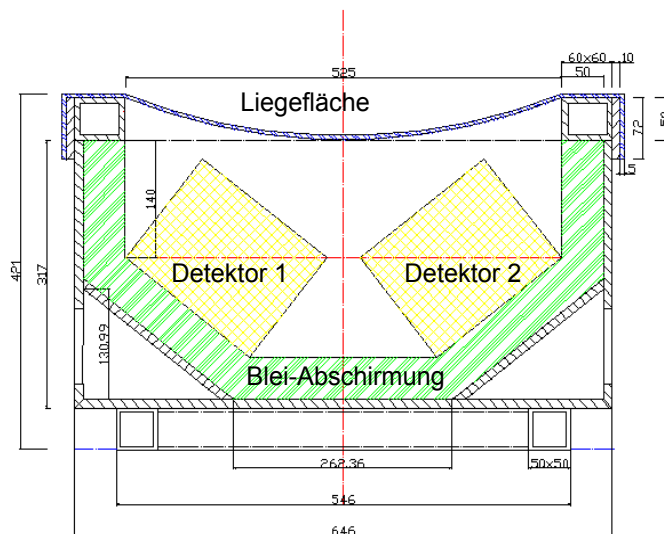 60x60 10
525 50
Liegefläche
72
140
Detektor 1 Detektor 2
421
317
130.99
Blei-Abschirmung
262.36 50x50
546
646